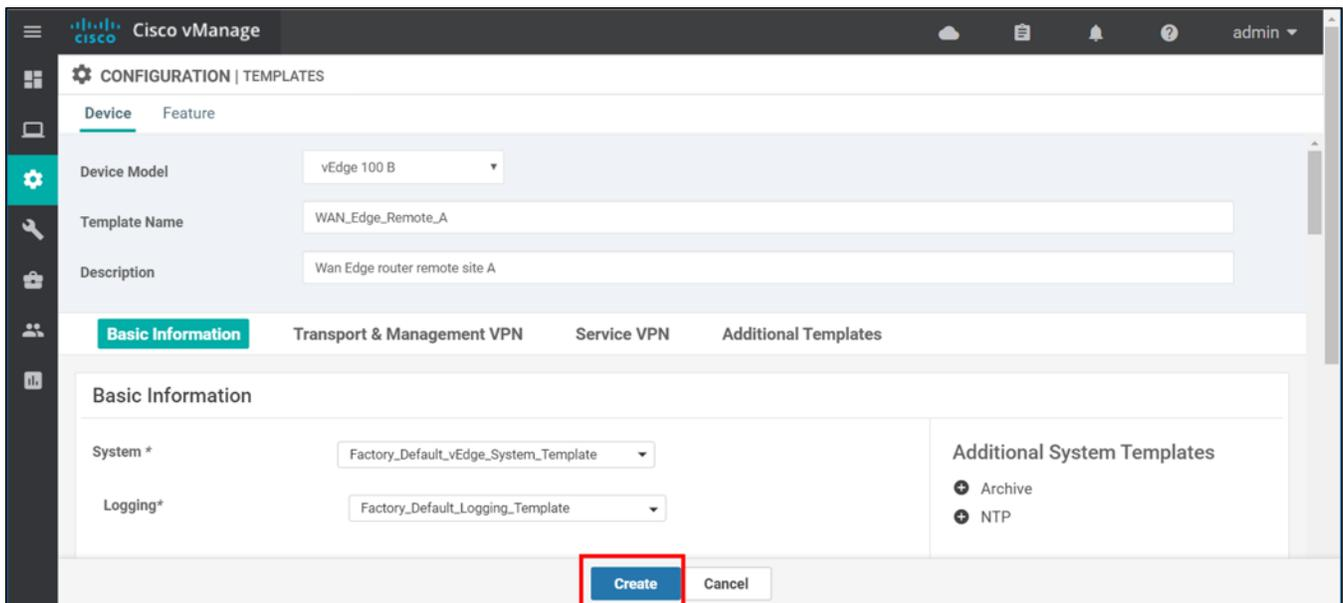 cisco Cisco vManage admin
CONFIGURATION | TEMPLATES
Device Feature
Device Model vEdge 100 B
Template Name WAN_Edge_Remote_A
Description Wan Edge router remote site A
Basic Information Transport & Management VPN Service VPN Additional Templates
Basic Information
System * Factory_Default_vEdge_System_Template Additional System Templates
Archive
Logging* Factory_Default_Logging_Template
NTP
Create Cancel